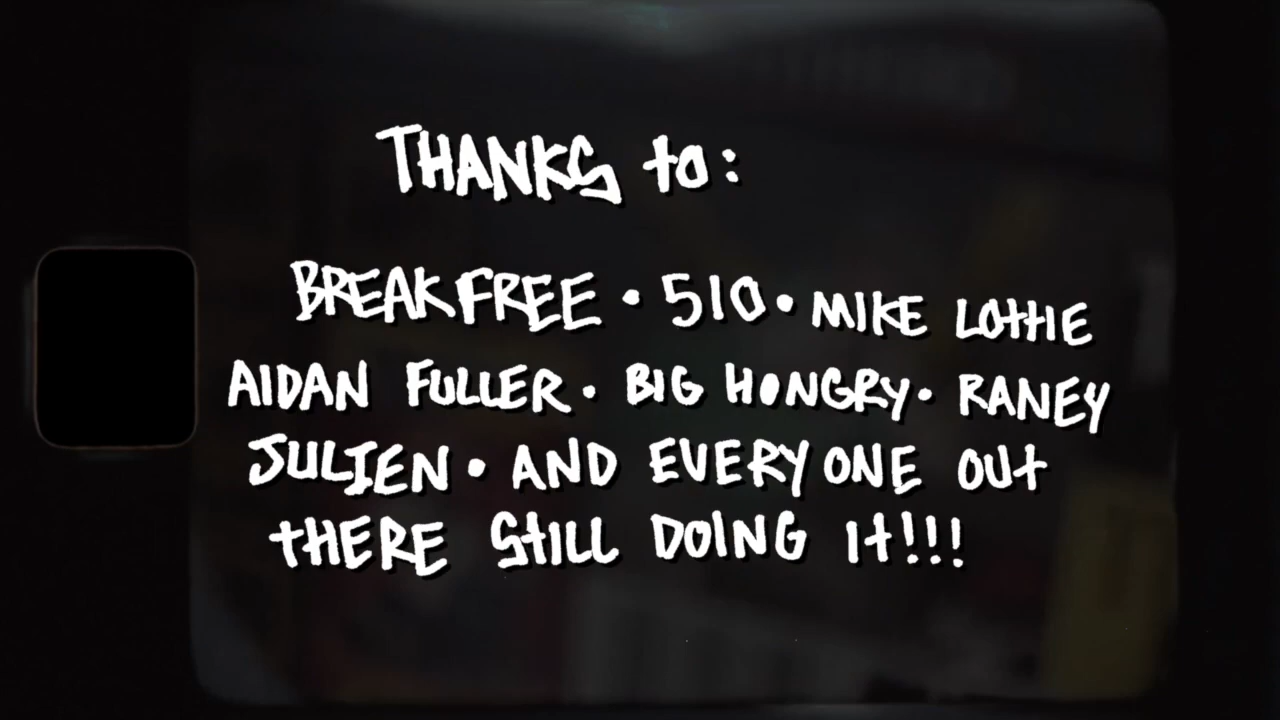 THANKS to:
BREAKFREE • 510 • MIKE LOttIE
AIDAN FULLER • BIG HONGRY • RANEY
JULIEN • AND EVERYONE OUt
tHERE StILL DOING It!!!